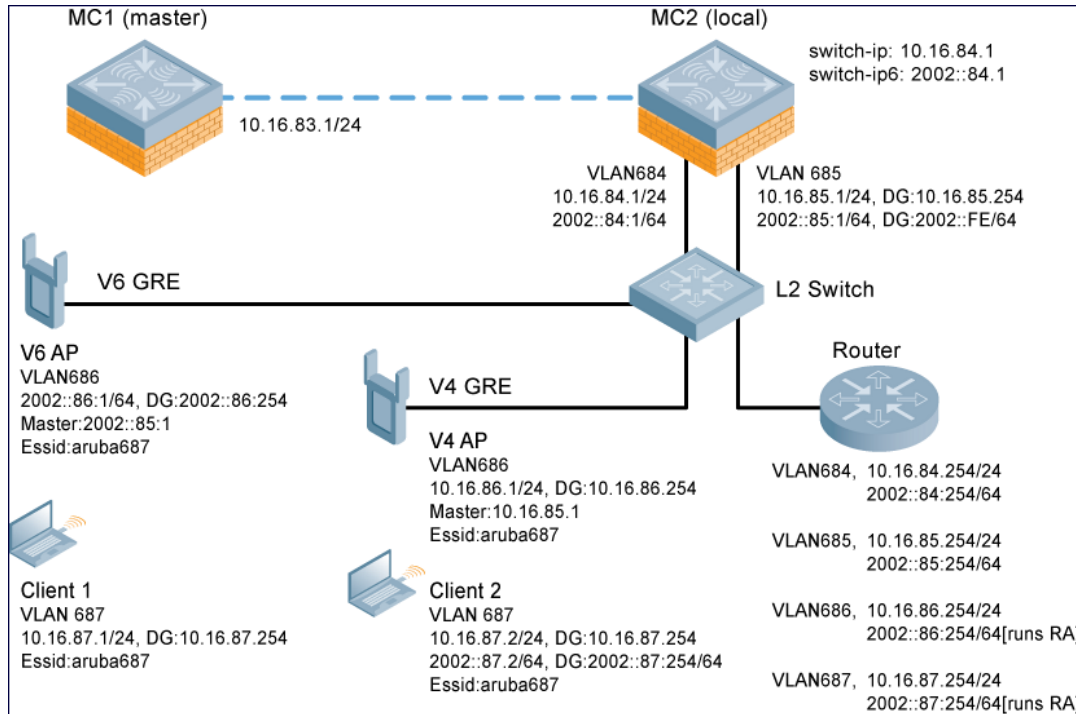 MC1 (master)
MC2 (local)
switch-ip: 10.16.84.1
switch-ip6: 2002::84.1
10.16.83.1/24
VLAN684
10.16.84.1/24
2002::84:1/64
VLAN 685
10.16.85.1/24, DG:10.16.85.254
2002::85:1/64, DG:2002::FE/64
V6 GRE
L2 Switch
V6 AP
VLAN686
2002::86:1/64, DG:2002::86:254
Master:2002::85:1
Essid:aruba687
V4 GRE
V4 AP
VLAN686
10.16.86.1/24, DG:10.16.86.254
Master:10.16.85.1
Essid:aruba687
Router
VLAN684, 10.16.84.254/24
2002::84:254/64
VLAN685, 10.16.85.254/24
2002::85:254/64
VLAN686, 10.16.86.254/24
2002::86:254/64[runs RA]
VLAN687, 10.16.87.254/24
2002::87:254/64[runs RA]
Client 1
VLAN 687
10.16.87.1/24, DG:10.16.87.254
Essid:aruba687
Client 2
VLAN 687
10.16.87.2/24, DG:10.16.87.254
2002::87.2/64, DG:2002::87:254/64
Essid:aruba687